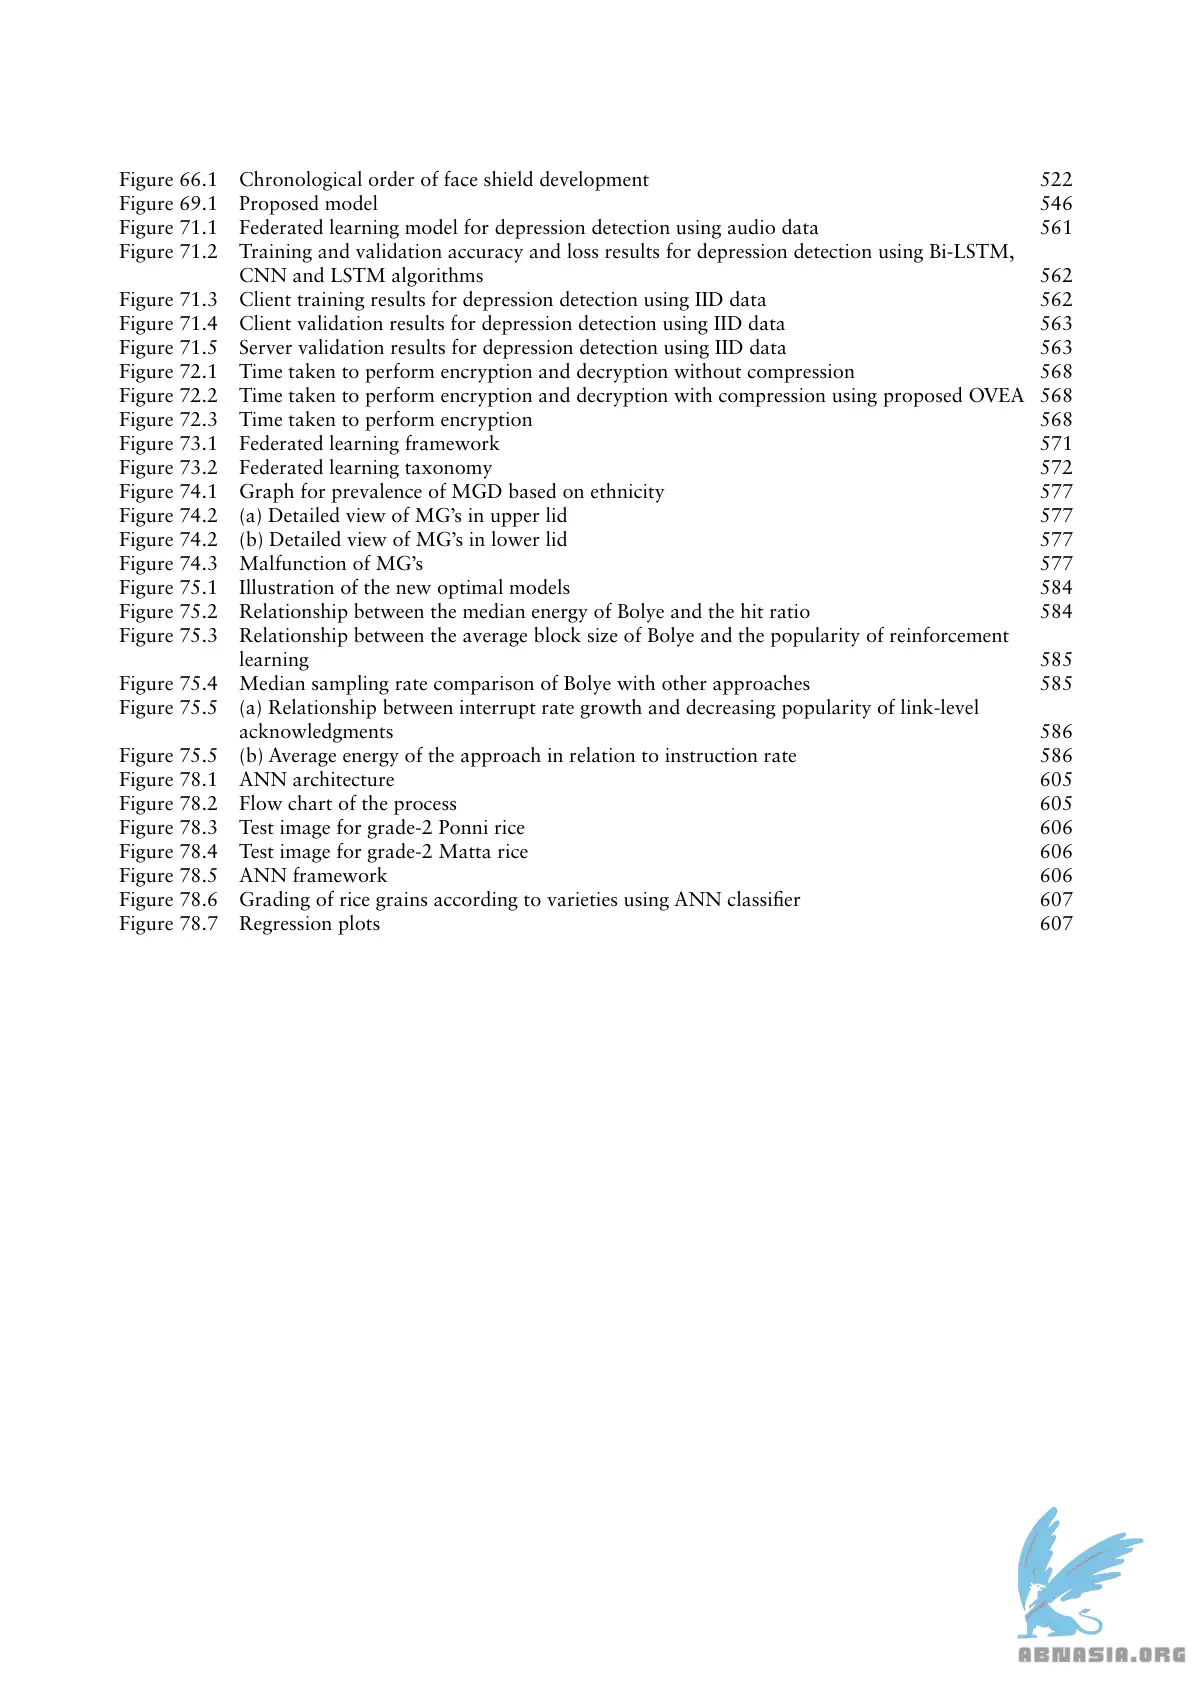 Figure 66.1 Chronological order of face shield development 522
Figure 69.1 Proposed model 546
Figure 71.1 Federated learning model for depression detection using audio data 561
Figure 71.2 Training and validation accuracy and loss results for depression detection using Bi-LSTM,
CNN and LSTM algorithms 562
Figure 71.3 Client training results for depression detection using IID data 562
Figure 71.4 Client validation results for depression detection using IID data 563
Figure 71.5 Server validation results for depression detection using IID data 563
Figure 72.1 Time taken to perform encryption and decryption without compression 568
Figure 72.2 Time taken to perform encryption and decryption with compression using proposed OVEA 568
Figure 72.3 Time taken to perform encryption 568
Figure 73.1 Federated learning framework 571
Figure 73.2 Federated learning taxonomy 572
Figure 74.1 Graph for prevalence of MGD based on ethnicity 577
Figure 74.2 (a) Detailed view of MG’s in upper lid 577
Figure 74.2 (b) Detailed view of MG’s in lower lid 577
Figure 74.3 Malfunction of MG’s 577
Figure 75.1 Illustration of the new optimal models 584
Figure 75.2 Relationship between the median energy of Bolye and the hit ratio 584
Figure 75.3 Relationship between the average block size of Bolye and the popularity of reinforcement
learning 585
Figure 75.4 Median sampling rate comparison of Bolye with other approaches 585
Figure 75.5 (a) Relationship between interrupt rate growth and decreasing popularity of link-level
acknowledgments 586
Figure 75.5 (b) Average energy of the approach in relation to instruction rate 586
Figure 78.1 ANN architecture 605
Figure 78.2 Flow chart of the process 605
Figure 78.3 Test image for grade-2 Ponni rice 606
Figure 78.4 Test image for grade-2 Matta rice 606
Figure 78.5 ANN framework 606
Figure 78.6 Grading of rice grains according to varieties using ANN classifier 607
Figure 78.7 Regression plots 607
ABNASIA.ORG